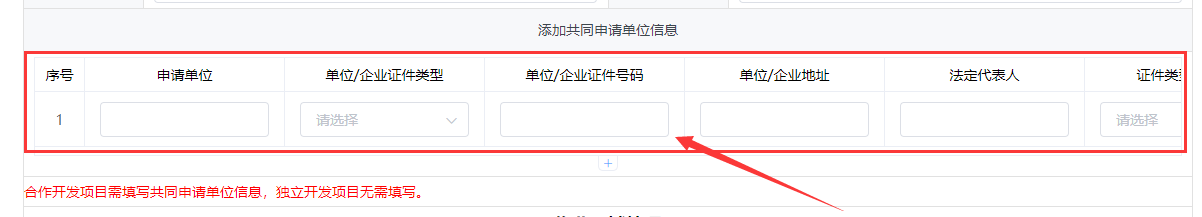 添加共同申请单位信息
序号 申请单位 单位/企业证件类型 单位/企业证件号码 单位/企业地址 法定代表人 证件类
1 请选择 请选择
+
合作开发项目需填写共同申请单位信息，独立开发项目无需填写。